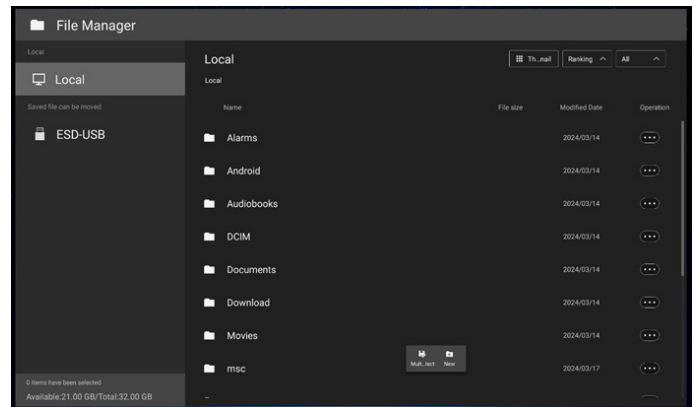 File Manager
Local
Local
Saved file can be moved
ESD-USB
0 items have been selected
Available:21.00 GB/Total:32.00 GB
Local
Th...nail
Ranking
All
Local
Name File size Modified Date Operation
Alarms 2024/03/14
Android 2024/03/14
Audiobooks 2024/03/14
DCIM 2024/03/14
Documents 2024/03/14
Download 2024/03/14
Movies 2024/03/14
msc 2024/03/17
Mult...lect New